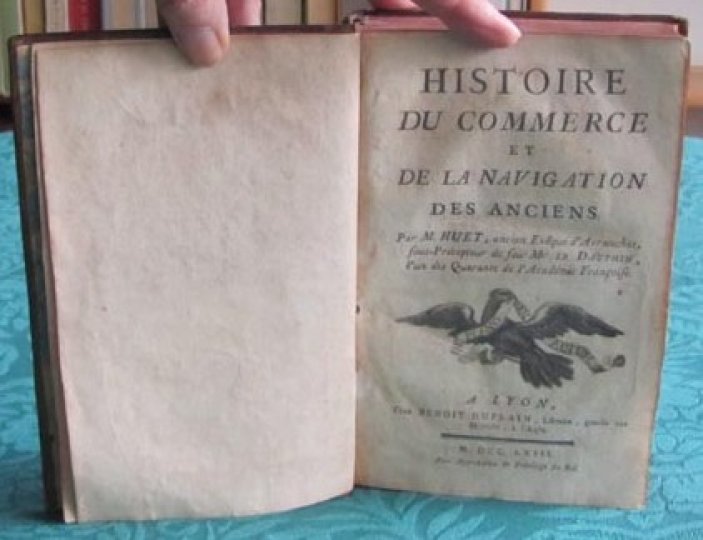 HISTOIRE
DU COMMERCE
ET
DE LA NAVIGATION
DES ANCIENS
Par M. HUET, ancien Evêque d'Avranches,
sous-Précepteur de feu Mgr. LE DAUPHIN,
l'un des Quarante de l'Académie Françoise.
A LYON,
Chez BENOIT DUPLAIN, Libraire, grande rue
Merciere, à l'Aigle.
M. DCC. LXIII.
Avec Approbation & Privilege du Roi